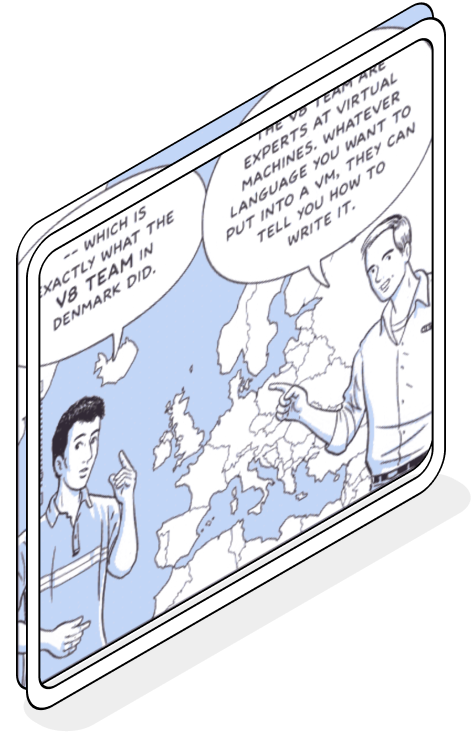 -- WHICH IS
EXACTLY WHAT THE
V8 TEAM IN
DENMARK DID.
THE V8 TEAM ARE
EXPERTS AT VIRTUAL
MACHINES. WHATEVER
LANGUAGE YOU WANT TO
PUT INTO A VM, THEY CAN
TELL YOU HOW TO
WRITE IT.